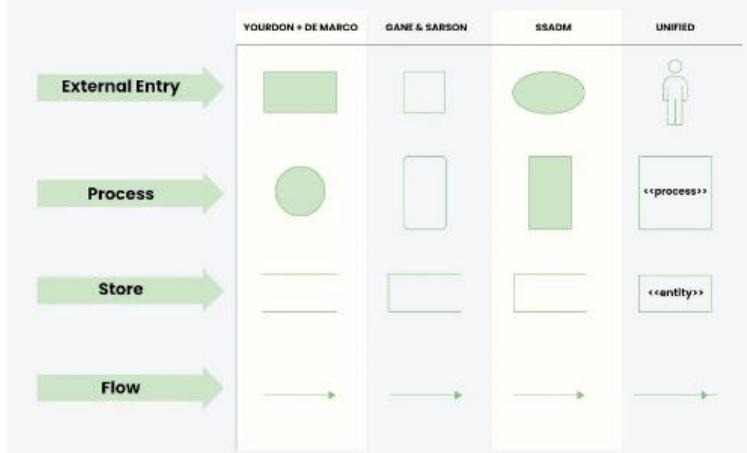 YOURDON + DE MARCO GANE & SARSON SSADM UNIFIED
External Entry
Process <<process>>
Store <<entity>>
Flow